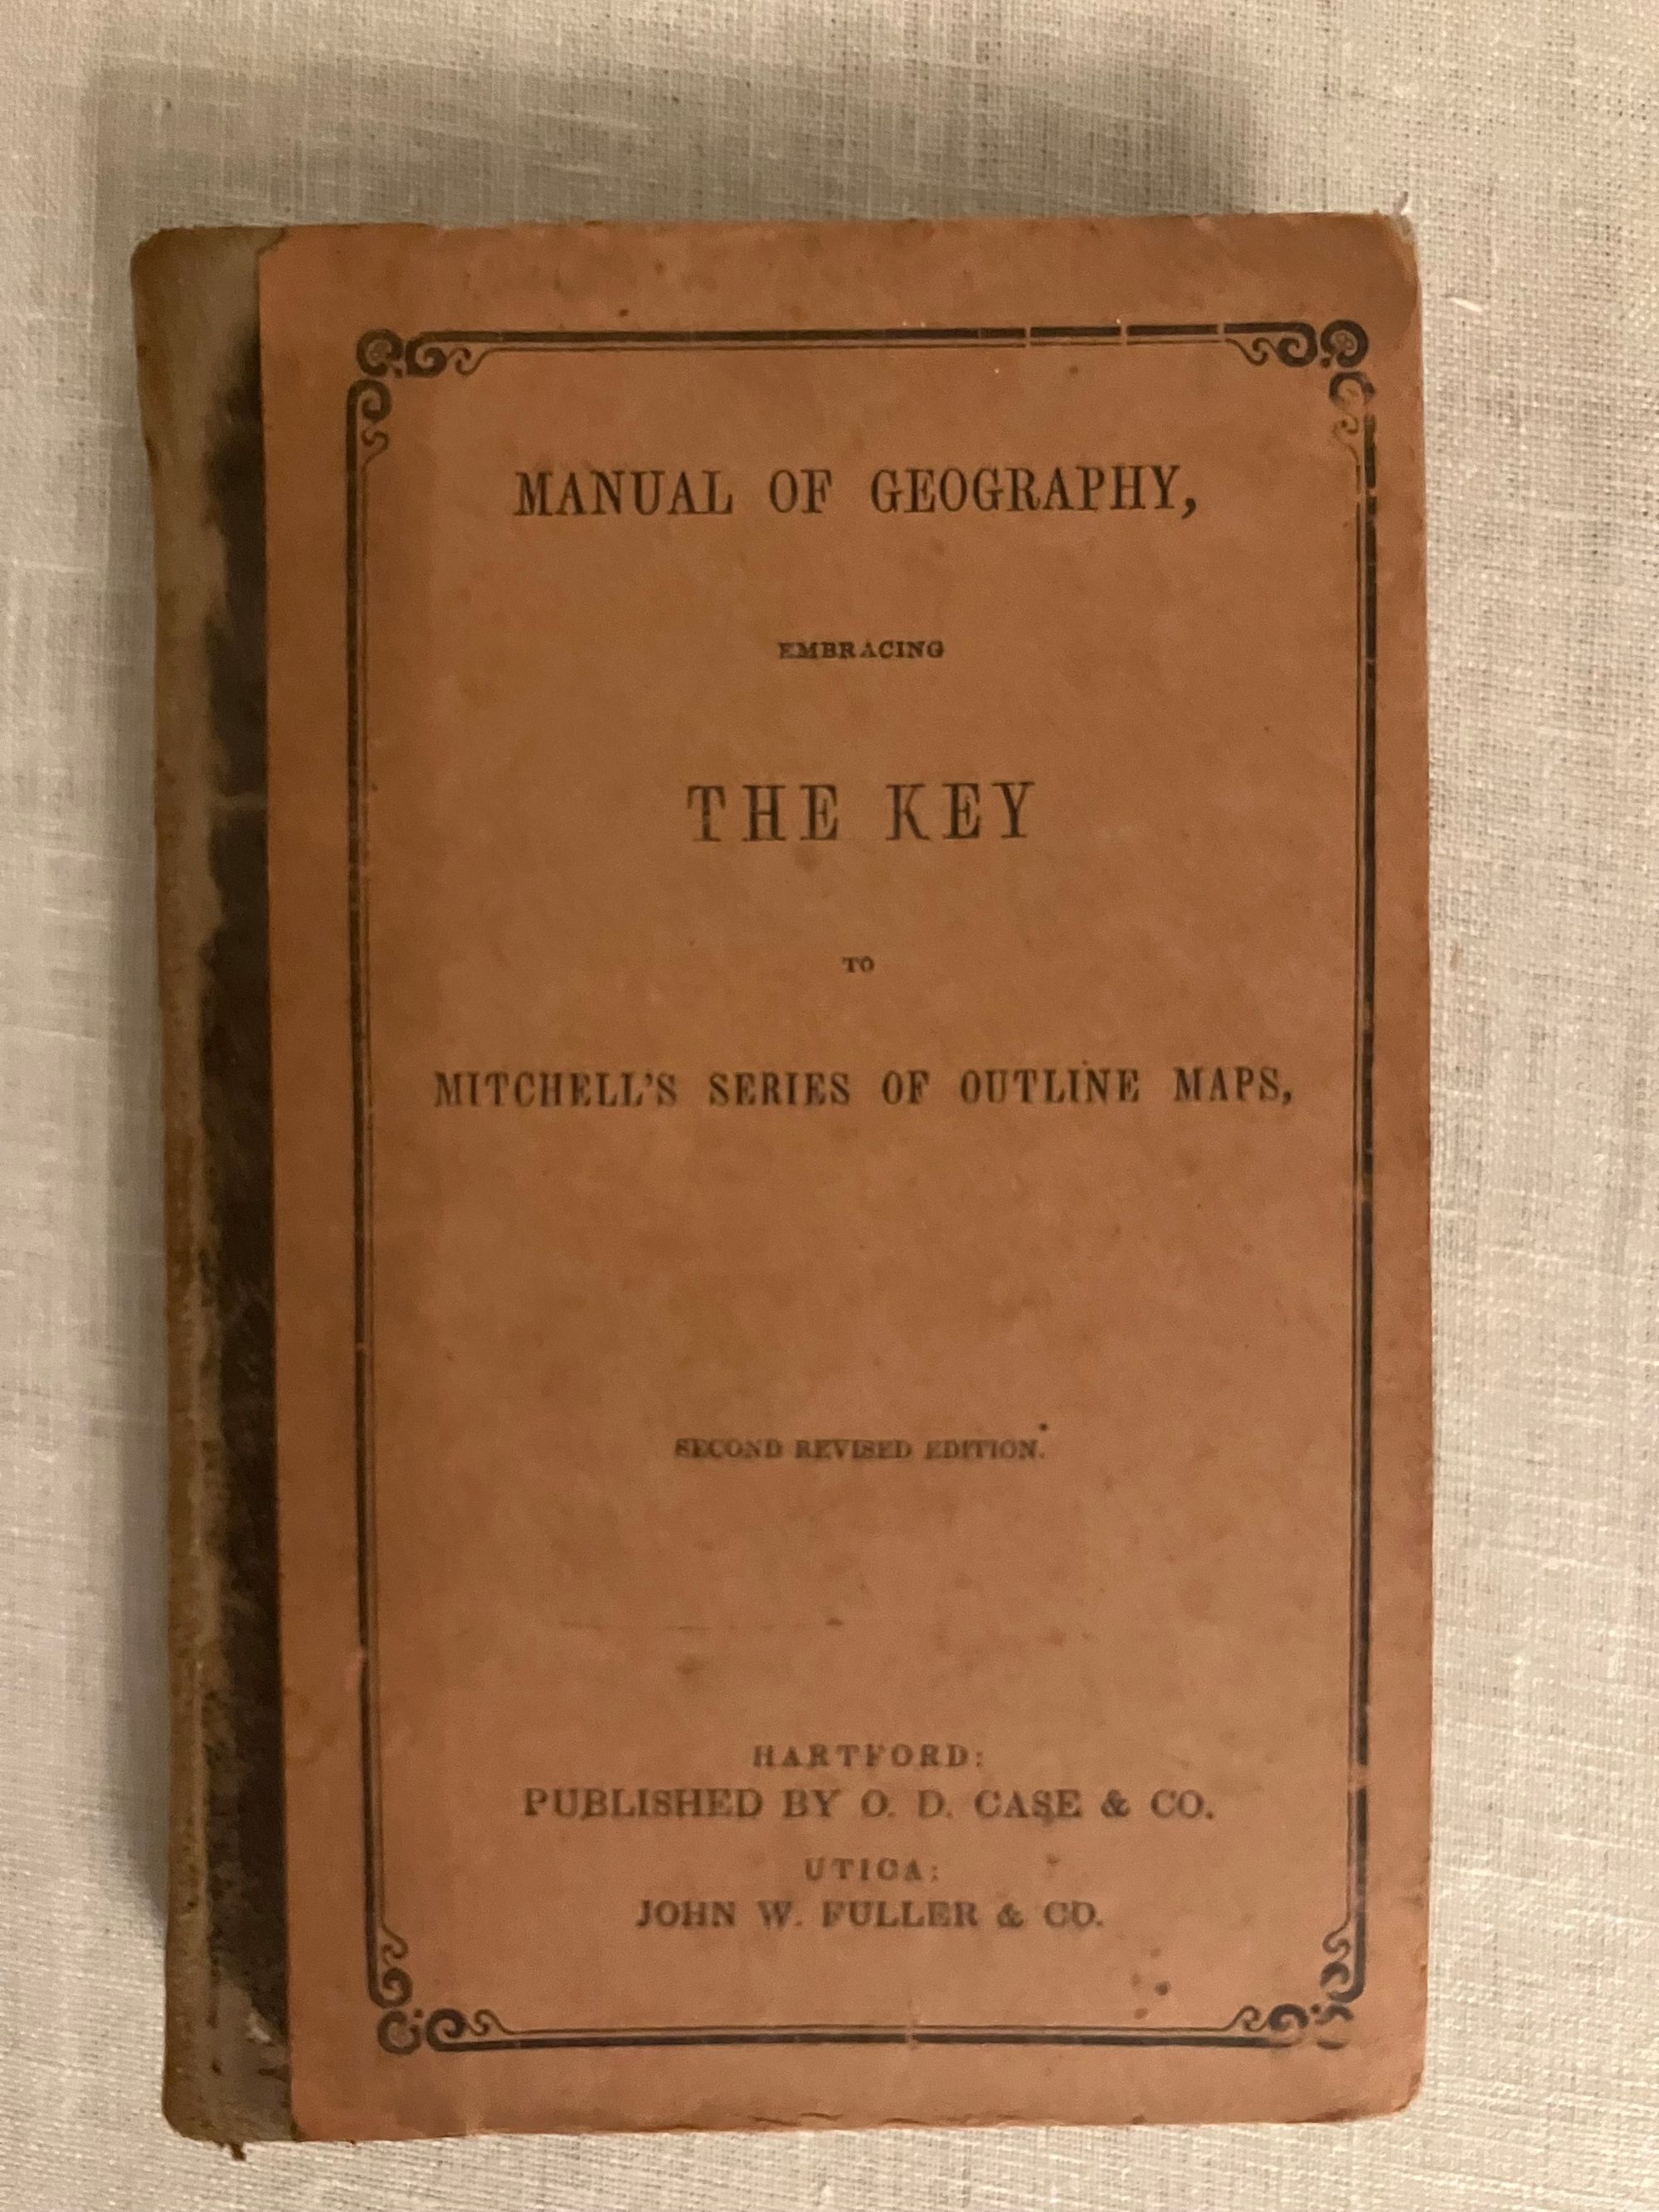 MANUAL OF GEOGRAPHY,
EMBRACING
THE KEY
TO
MITCHELL'S SERIES OF OUTLINE MAPS,
SECOND REVISED EDITION.
HARTFORD:
PUBLISHED BY O. D. CASE & CO.
UTICA:
JOHN W. FULLER & CO.